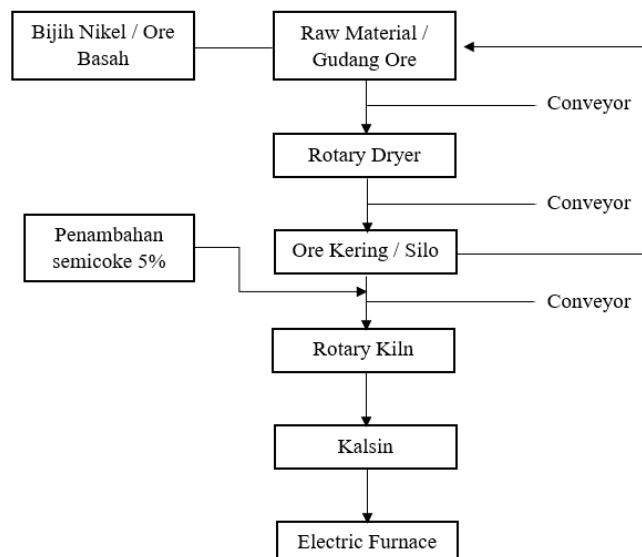 Bijih Nikel / Ore
Basah
Raw Material /
Gudang Ore
Conveyor
Rotary Dryer
Conveyor
Penambahan
semicoke 5%
Ore Kering / Silo
Conveyor
Rotary Kiln
Kalsin
Electric Furnace